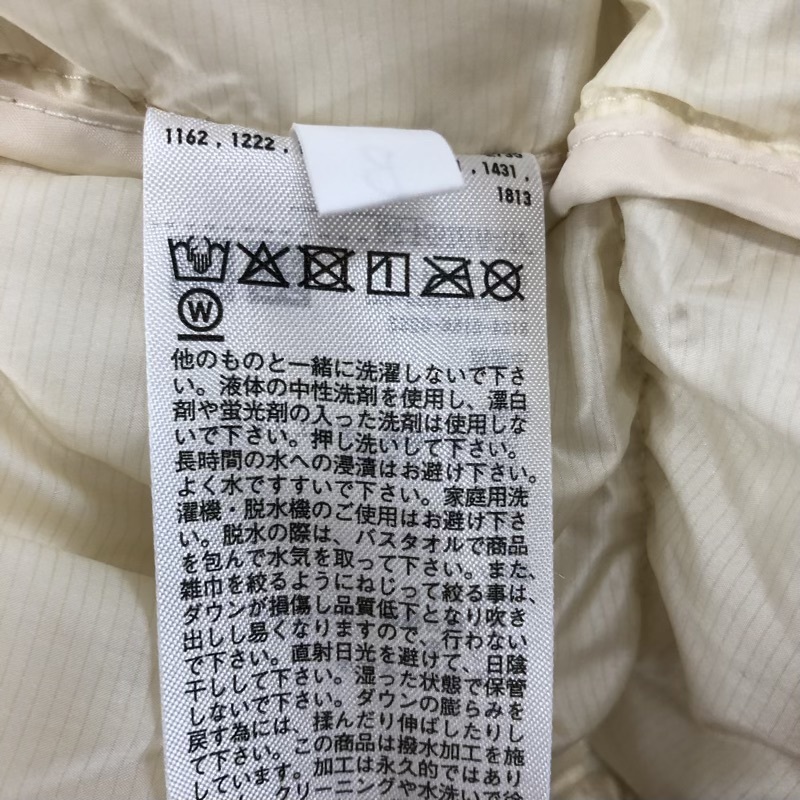 1162 , 1222 ,
, 1431 ,
1813
W
他のものと一緒に洗濯しないで下さ
い。液体の中性洗剤を使用し、漂白
剤や蛍光剤の入った洗剤は使用しな
いで下さい。押し洗いして下さい。
長時間の水への浸漬はお避け下さい。
よく水ですすいで下さい。家庭用洗
濯機・脱水機のご使用はお避け下さ
い。脱水の際は、バスタオルで商品
を包んで水気を取って下さい。また、
雑巾を絞るようにねじって絞る事は、
ダウンが損傷し品質低下となり吹き
出しし易くなりますので、行わない
で下さい。直射日光を避けて、日陰
干しして下さい。湿った状態で保管
しないで下さい。ダウンの膨らみを
戻す為には、揉んだり伸ばしたりし
て下さい。この商品は撥水加工を施
しています。加工は永久的ではあり
クリーニングや水洗いで徐